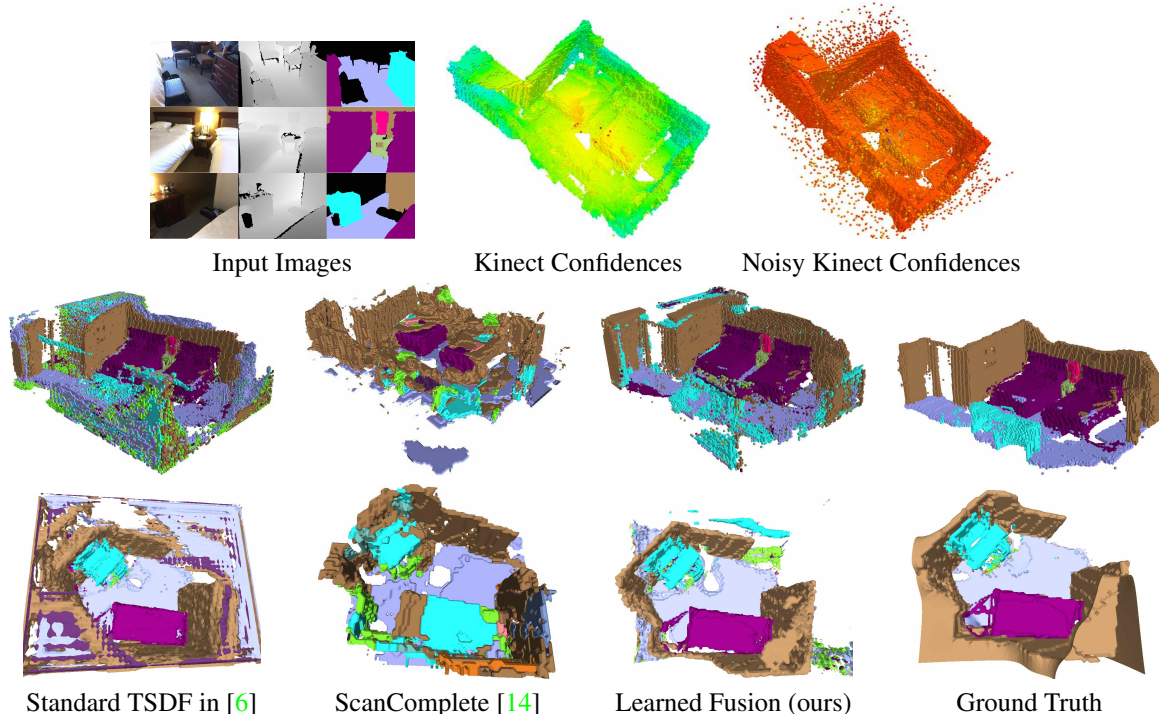 Input Images
Kinect Confidences
Noisy Kinect Confidences
Standard TSDF in [6]
ScanComplete [14]
Learned Fusion (ours)
Ground Truth